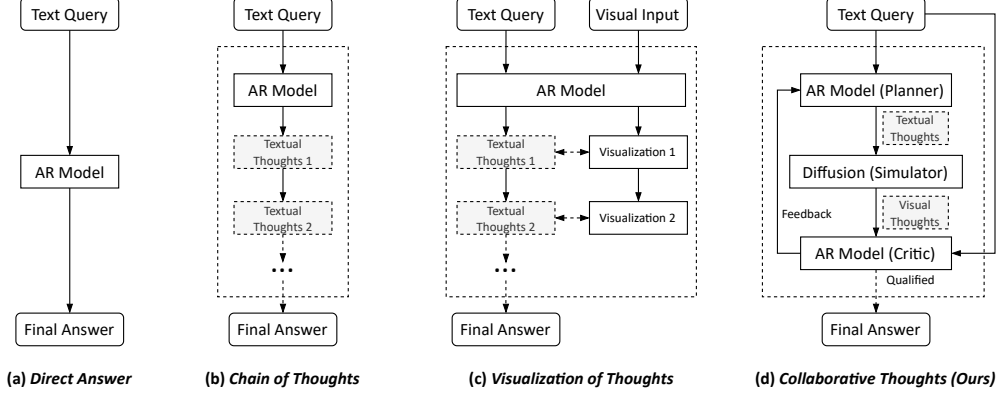 Text Query
AR Model
Final Answer
(a) Direct Answer
Text Query
AR Model
Textual
Thoughts 1
Textual
Thoughts 2
...
Final Answer
(b) Chain of Thoughts
Text Query
Visual Input
AR Model
Textual
Thoughts 1
Visualization 1
Textual
Thoughts 2
Visualization 2
...
Final Answer
(c) Visualization of Thoughts
Text Query
AR Model (Planner)
Textual
Thoughts
Diffusion (Simulator)
Visual
Thoughts
Feedback
AR Model (Critic)
Qualified
Final Answer
(d) Collaborative Thoughts (Ours)